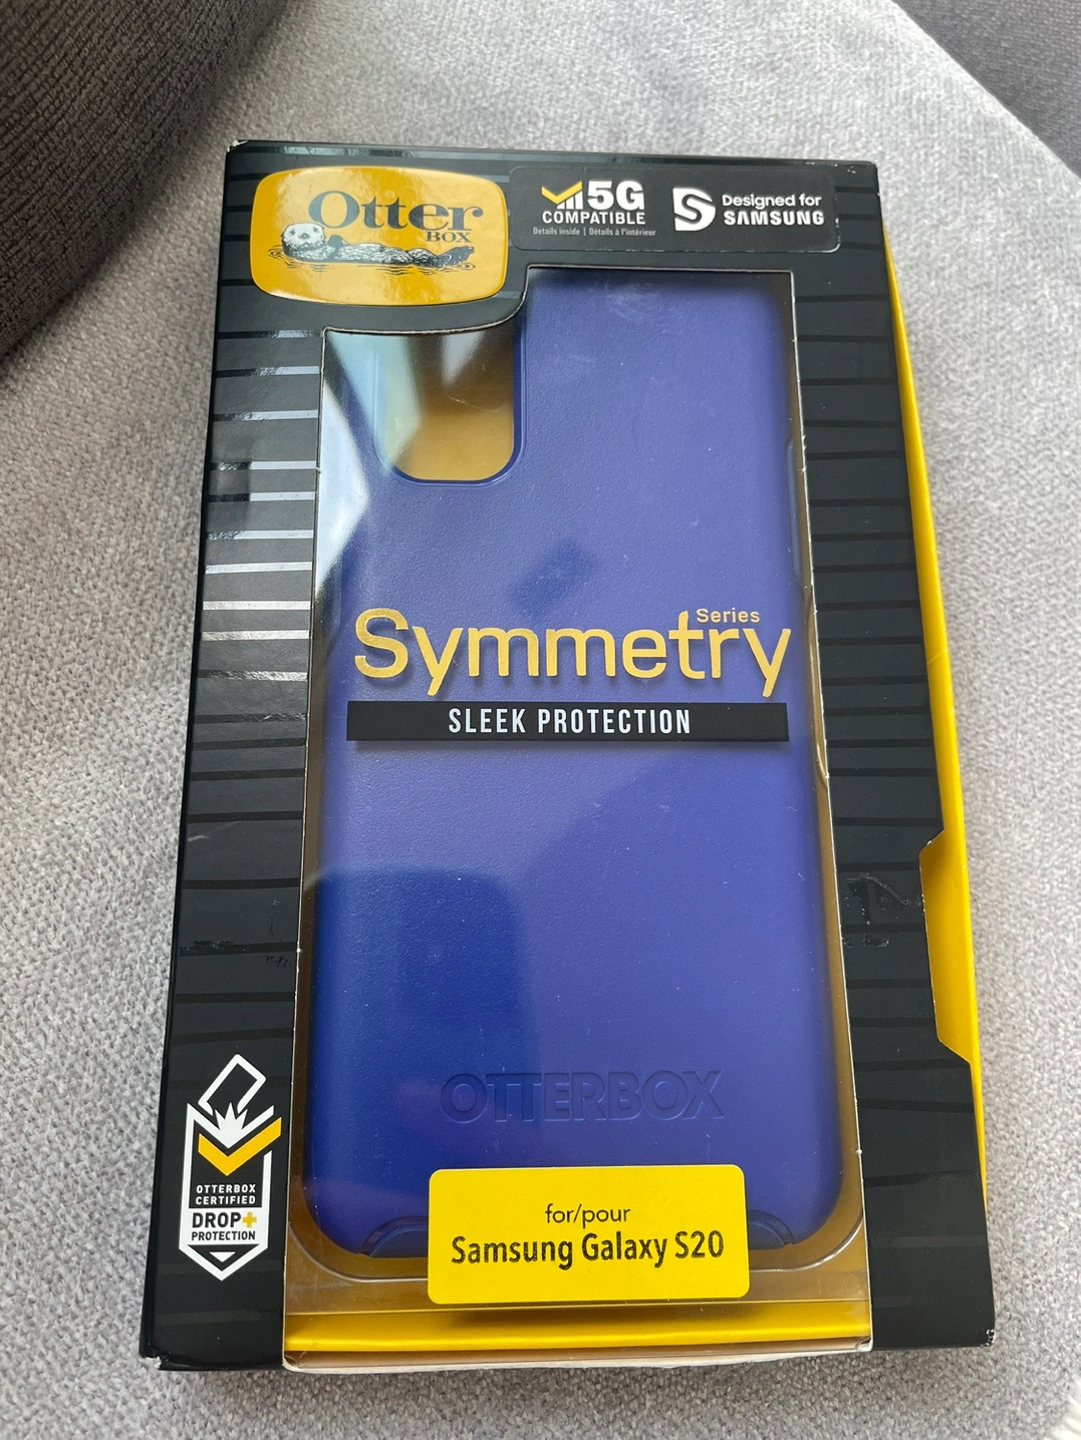 Otter
BOX
5G
COMPATIBLE
Details inside | Détails à l'intérieur
Designed for
SAMSUNG
Series
Symmetry
SLEEK PROTECTION
OTTERBOX
OTTERBOX
CERTIFIED
DROP+
PROTECTION
for/pour
Samsung Galaxy S20